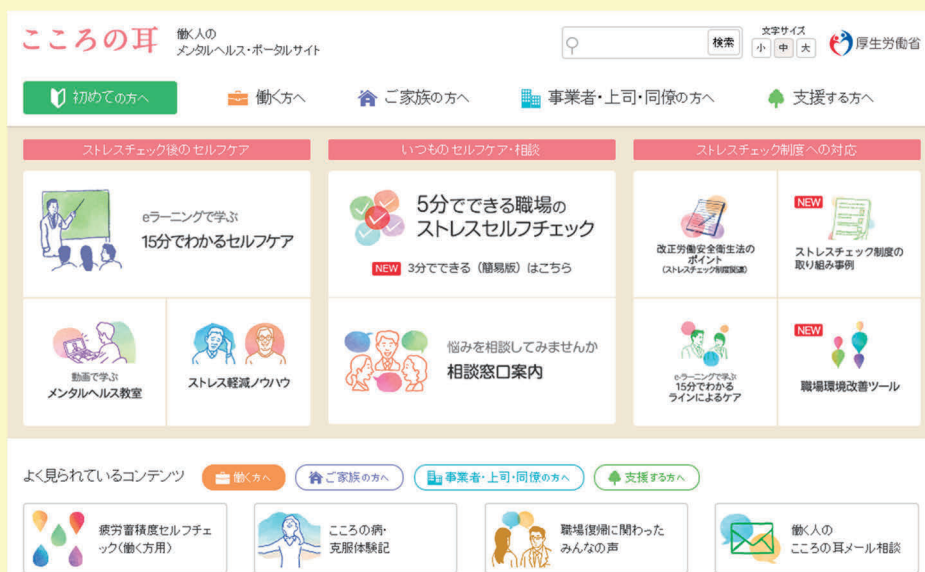 こころの耳
働く人の
メンタルヘルス・ポータルサイト
検索
文字サイズ
小 中 大
厚生労働省
初めての方へ
働く方へ
ご家族の方へ
事業者・上司・同僚の方へ
支援する方へ
ストレスチェック後のセルフケア
eラーニングで学ぶ
15分でわかるセルフケア
動画で学ぶ
メンタルヘルス教室
ストレス軽減ノウハウ
いつものセルフケア・相談
5分でできる職場の
ストレスセルフチェック
NEW 3分でできる（簡易版）はこちら
悩みを相談してみませんか
相談窓口案内
ストレスチェック制度への対応
改正労働安全衛生法の
ポイント
(ストレスチェック制度関連)
NEW
ストレスチェック制度の
取り組み事例
e-ラーニングで学ぶ
15分でわかる
ラインによるケア
NEW
職場環境改善ツール
よく見られているコンテンツ
働く方へ
ご家族の方へ
事業者・上司・同僚の方へ
支援する方へ
疲労蓄積度セルフチェ
ック(働く方用)
こころの病・
克服体験記
職場復帰に関わった
みんなの声
働く人の
こころの耳メール相談